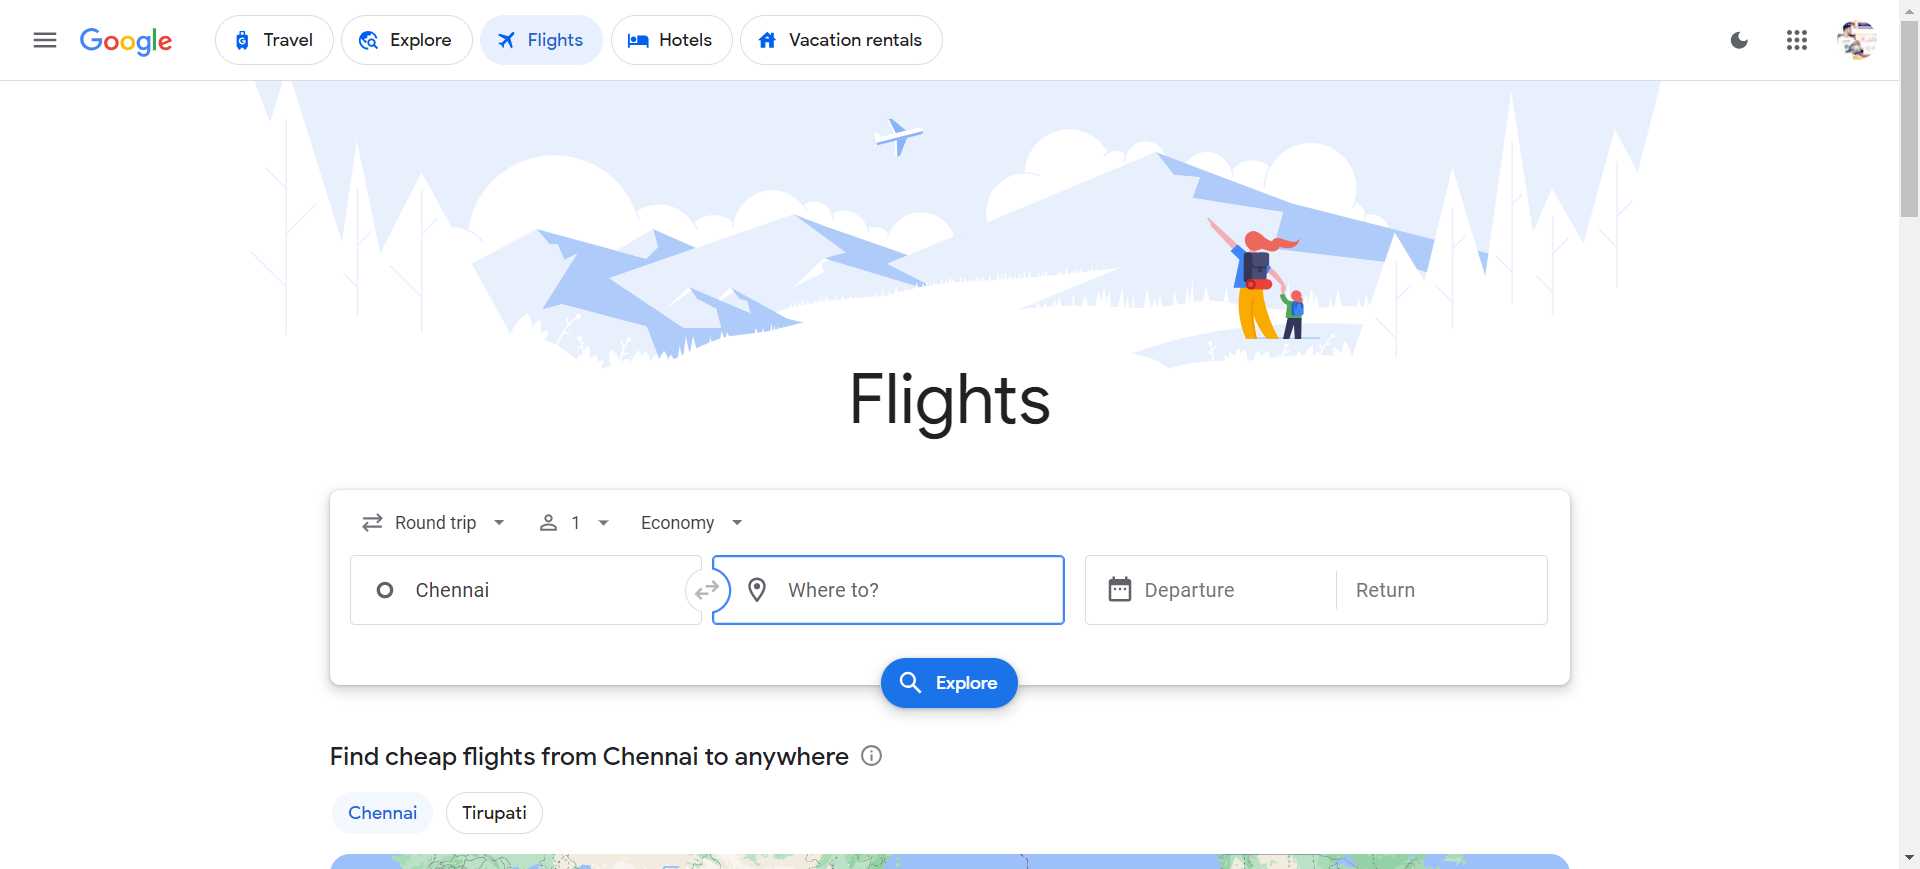 Google
Travel
Explore
Flights
Hotels
Vacation rentals
Flights
Round trip
1
Economy
Chennai
Where to?
Departure
Return
Explore
Find cheap flights from Chennai to anywhere
Chennai
Tirupati